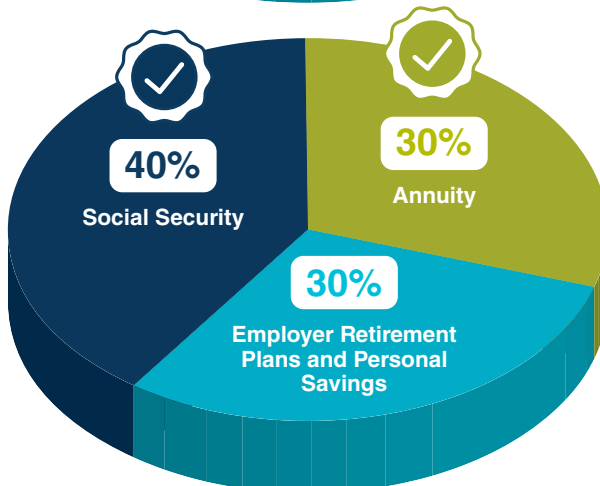 40%
Social Security
30%
Annuity
30%
Employer Retirement
Plans and Personal
Savings